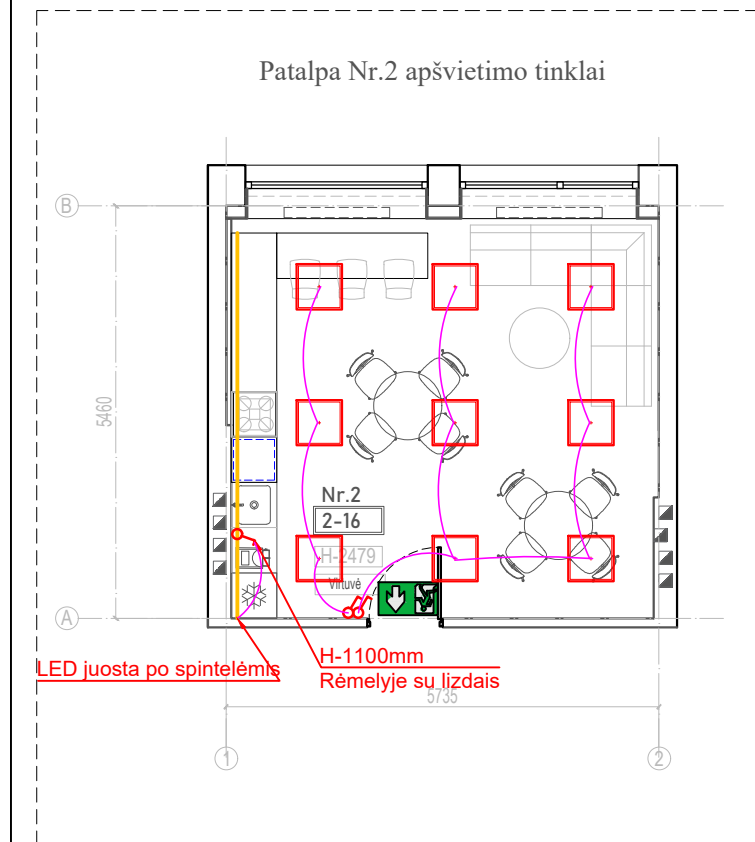 Patalpa Nr.2 apšvietimo tinklai
B
5460
Nr.2
2-16
H-2479
Virtuvė
A
LED juosta po spintelėmis
H-1100mm
Rėmelyje su lizdais
5735
1
2